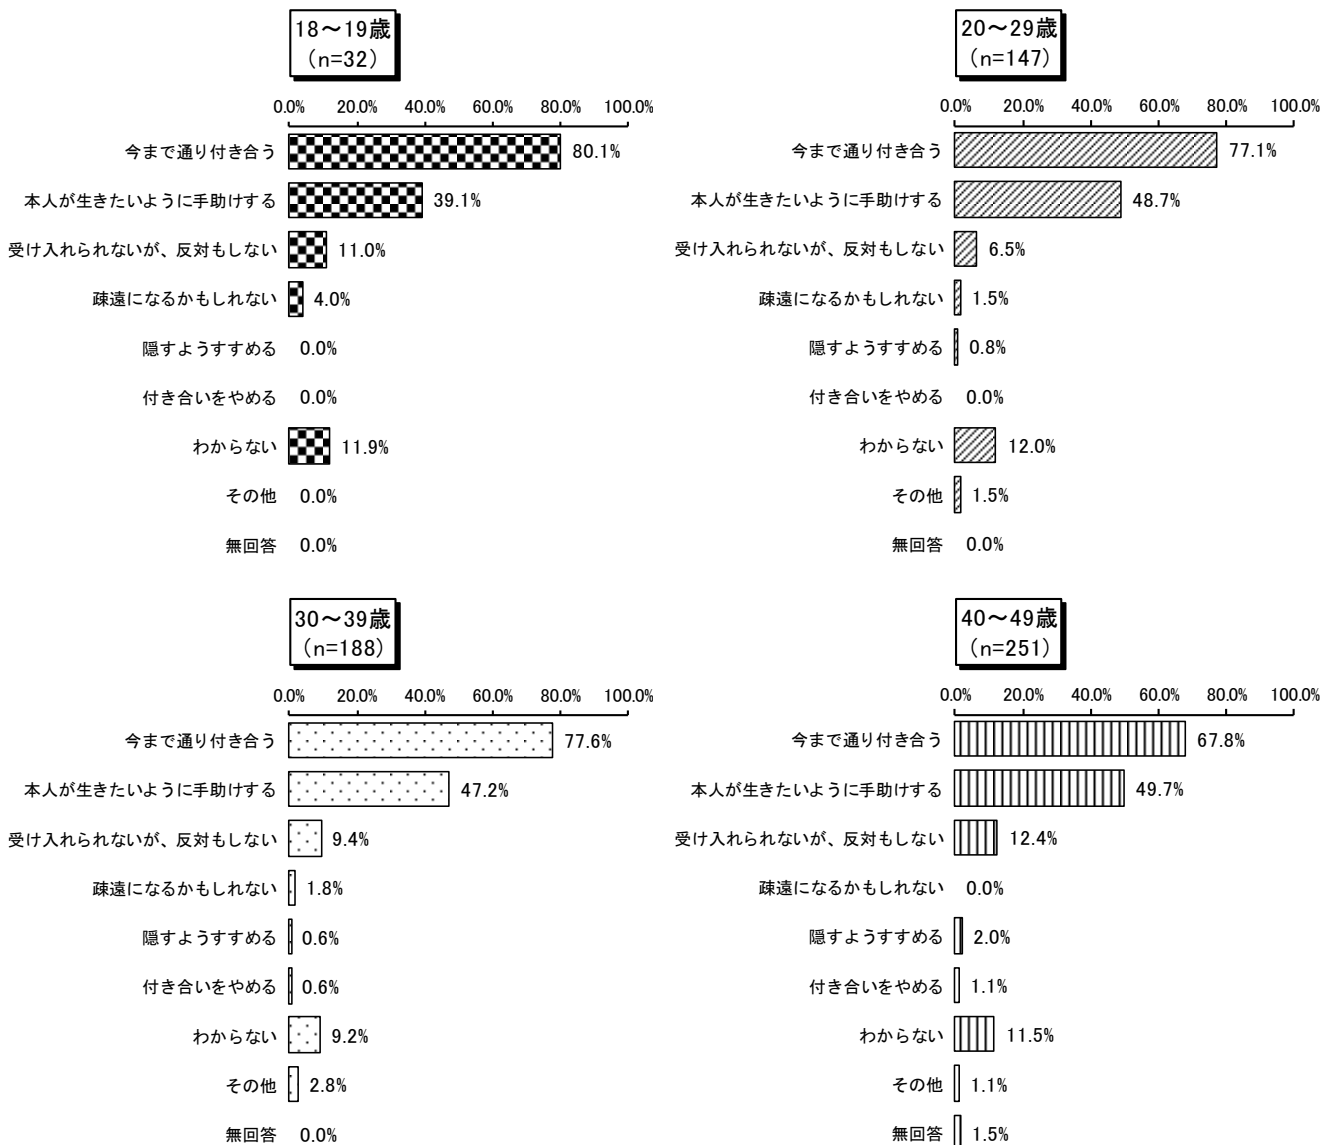 18～19歳
（n=32）
0.0% 20.0% 40.0% 60.0% 80.0% 100.0%
今まで通り付き合う 80.1%
本人が生きたいように手助けする 39.1%
受け入れられないが、反対もしない 11.0%
疎遠になるかもしれない 4.0%
隠すようすすめる 0.0%
付き合いをやめる 0.0%
わからない 11.9%
その他 0.0%
無回答 0.0%
20～29歳
（n=147）
0.0% 20.0% 40.0% 60.0% 80.0% 100.0%
今まで通り付き合う 77.1%
本人が生きたいように手助けする 48.7%
受け入れられないが、反対もしない 6.5%
疎遠になるかもしれない 1.5%
隠すようすすめる 0.8%
付き合いをやめる 0.0%
わからない 12.0%
その他 1.5%
無回答 0.0%
30～39歳
（n=188）
0.0% 20.0% 40.0% 60.0% 80.0% 100.0%
今まで通り付き合う 77.6%
本人が生きたいように手助けする 47.2%
受け入れられないが、反対もしない 9.4%
疎遠になるかもしれない 1.8%
隠すようすすめる 0.6%
付き合いをやめる 0.6%
わからない 9.2%
その他 2.8%
無回答 0.0%
40～49歳
（n=251）
0.0% 20.0% 40.0% 60.0% 80.0% 100.0%
今まで通り付き合う 67.8%
本人が生きたいように手助けする 49.7%
受け入れられないが、反対もしない 12.4%
疎遠になるかもしれない 0.0%
隠すようすすめる 2.0%
付き合いをやめる 1.1%
わからない 11.5%
その他 1.1%
無回答 1.5%